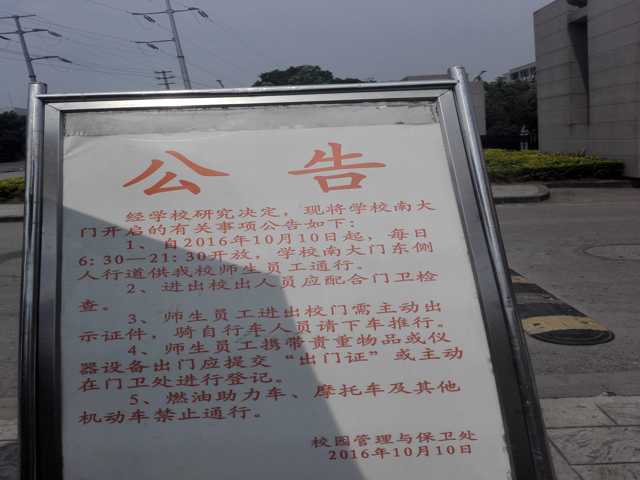 公 告
经学校研究决定，现将学校南大
门开启的有关事项公告如下：
1、自2016年10月10日起，每日
6：30—21：30开放，学校南大门东侧
人行道供我校师生员工通行。
2、进出校出人员应配合门卫检
查。
3、师生员工进出校门需主动出
示证件，骑自行车人员请下车推行。
4、师生员工携带贵重物品或仪
器设备出门应提交“出门证”或主动
在门卫处进行登记。
5、燃油助力车、摩托车及其他
机动车禁止通行。
校园管理与保卫处
2016年10月10日